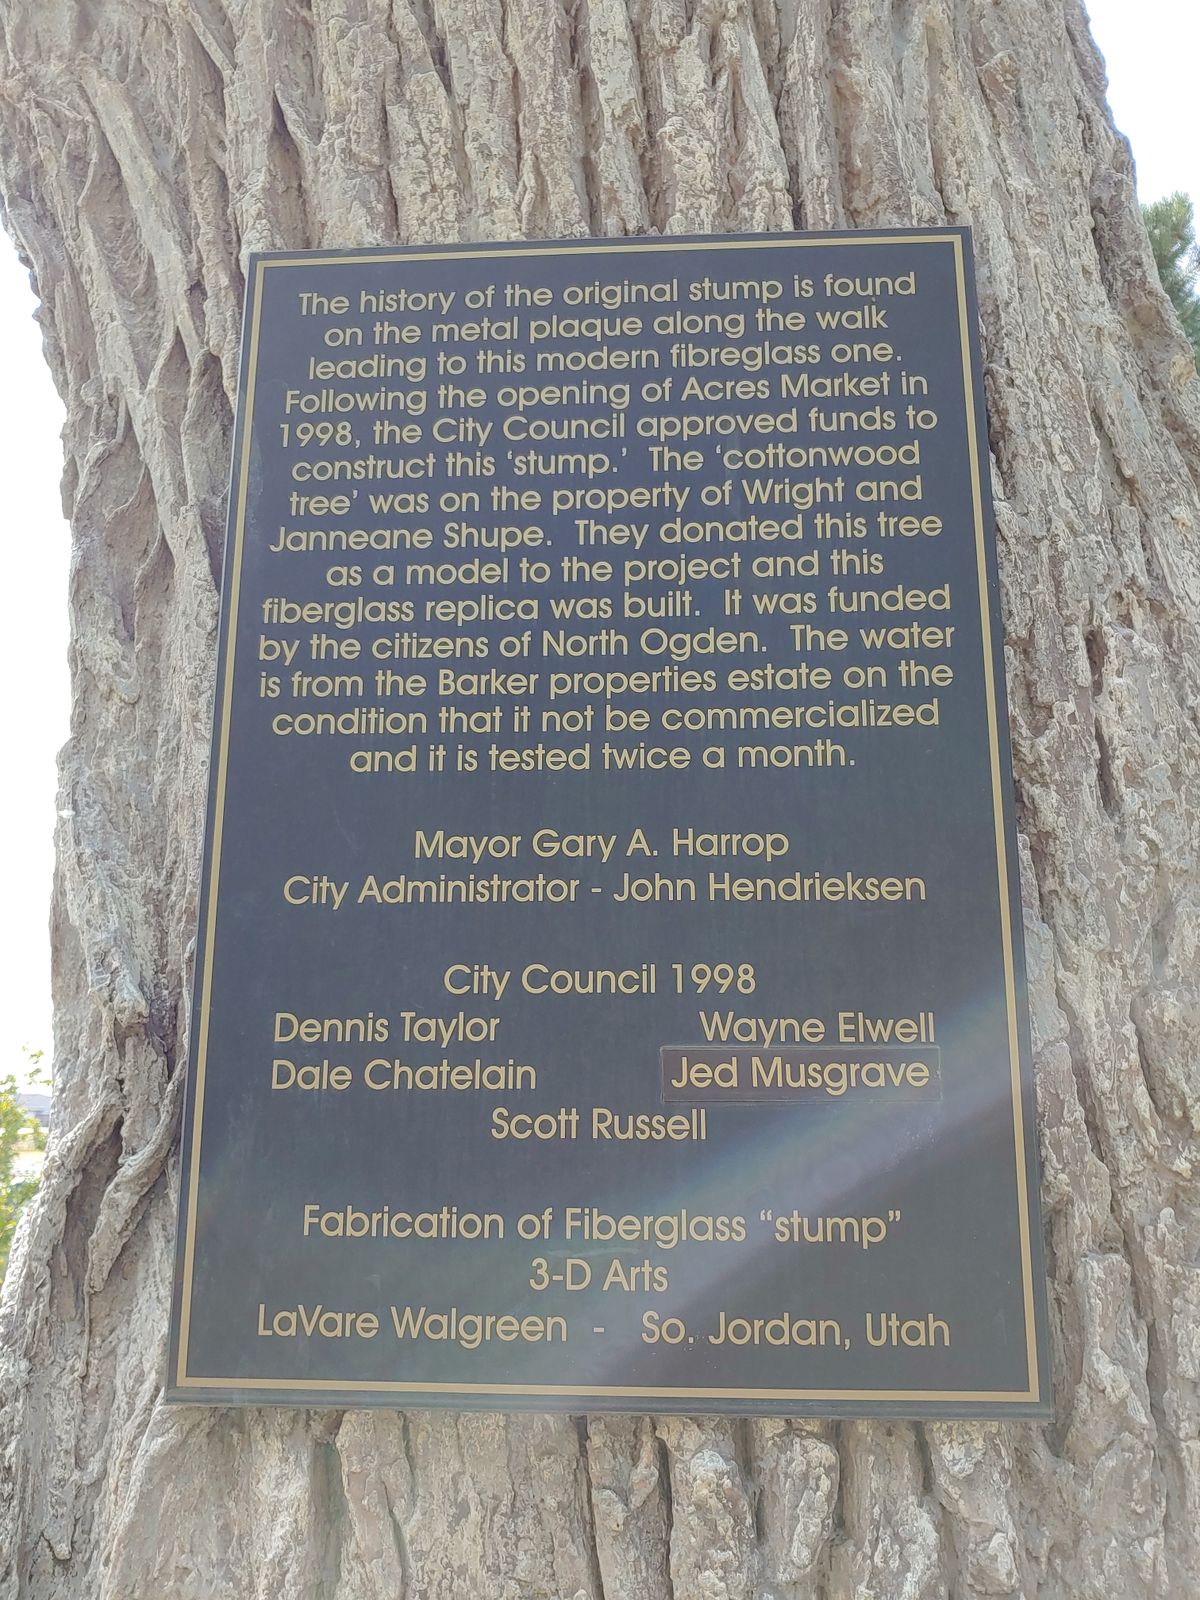 The history of the original stump is found
on the metal plaque along the walk
leading to this modern fibreglass one.
Following the opening of Acres Market in
1998, the City Council approved funds to
construct this ‘stump.’ The ‘cottonwood
tree’ was on the property of Wright and
Janneane Shupe. They donated this tree
as a model to the project and this
fiberglass replica was built. It was funded
by the citizens of North Ogden. The water
is from the Barker properties estate on the
condition that it not be commercialized
and it is tested twice a month.
Mayor Gary A. Harrop
City Administrator - John Hendrieksen
City Council 1998
Dennis Taylor Wayne Elwell
Dale Chatelain Jed Musgrave
Scott Russell
Fabrication of Fiberglass “stump”
3-D Arts
LaVare Walgreen - So. Jordan, Utah